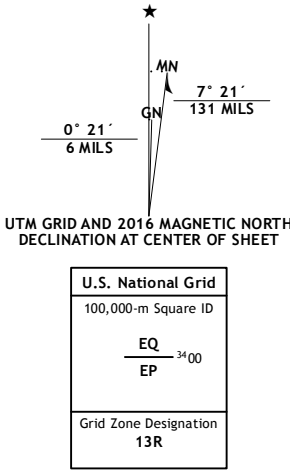 MN
7° 21´
131 MILS
GN
0° 21´
6 MILS
UTM GRID AND 2016 MAGNETIC NORTH
DECLINATION AT CENTER OF SHEET
U.S. National Grid
100,000-m Square ID
EQ
³⁴00
EP
Grid Zone Designation
13R